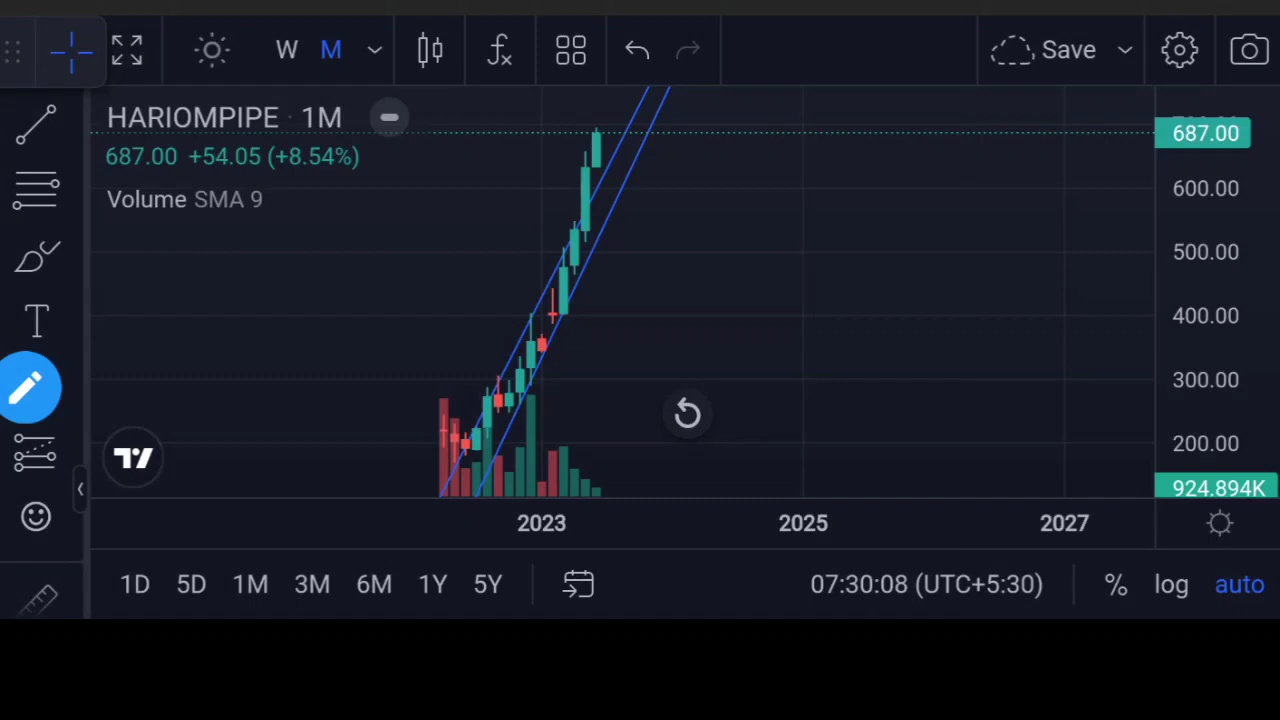 W M Save
HARIOMPIPE · 1M
687.00 +54.05 (+8.54%)
Volume SMA 9
687.00
600.00
500.00
400.00
300.00
200.00
924.894K
2023 2025 2027
1D 5D 1M 3M 6M 1Y 5Y 07:30:08 (UTC+5:30) % log auto